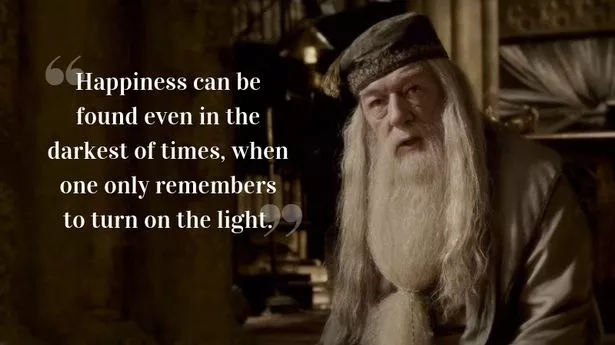 “Happiness can be
found even in the
darkest of times, when
one only remembers
to turn on the light.”